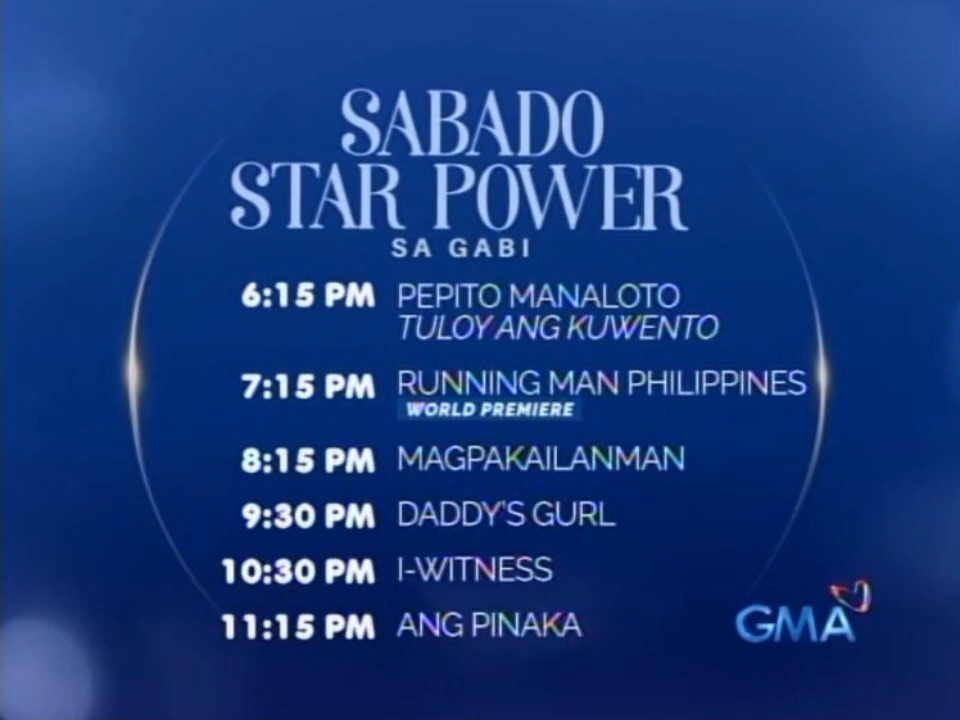 SABADO
STAR POWER
SA GABI
6:15 PM PEPITO MANALOTO
TULOY ANG KUWENTO
7:15 PM RUNNING MAN PHILIPPINES
WORLD PREMIERE
8:15 PM MAGPAKAILANMAN
9:30 PM DADDY'S GURL
10:30 PM I-WITNESS
11:15 PM ANG PINAKA
GMA